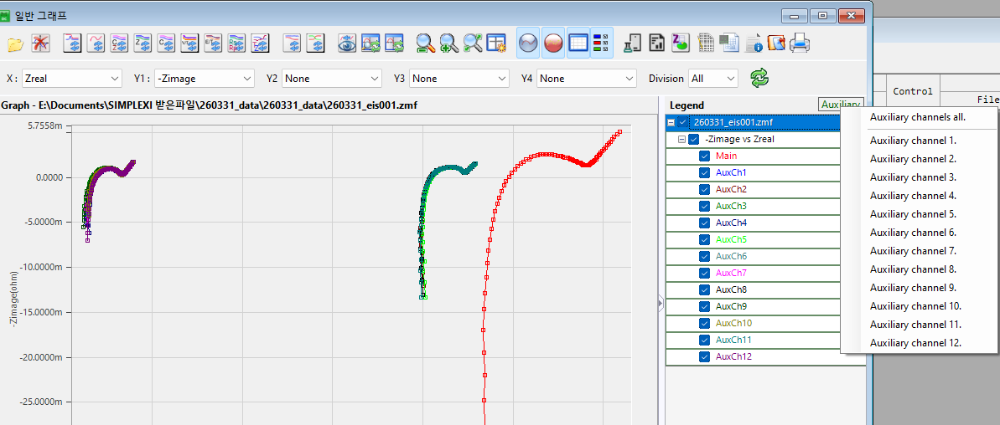 일반 그래프
X : Zreal Y1 : -Zimage Y2 None Y3 None Y4 None Division All
Control
File
Graph - E:\Documents\SIMPLEXI 받은파일\260331_data\260331_data\260331_eis001.zmf
Legend
Auxiliary
5.7558m
0.0000
-5.0000m
-10.0000m
-15.0000m
-20.0000m
-25.0000m
-Zimage(ohm)
260331_eis001.zmf
-Zimage vs Zreal
Main
AuxCh1
AuxCh2
AuxCh3
AuxCh4
AuxCh5
AuxCh6
AuxCh7
AuxCh8
AuxCh9
AuxCh10
AuxCh11
AuxCh12
Auxiliary channels all.
Auxiliary channel 1.
Auxiliary channel 2.
Auxiliary channel 3.
Auxiliary channel 4.
Auxiliary channel 5.
Auxiliary channel 6.
Auxiliary channel 7.
Auxiliary channel 8.
Auxiliary channel 9.
Auxiliary channel 10.
Auxiliary channel 11.
Auxiliary channel 12.